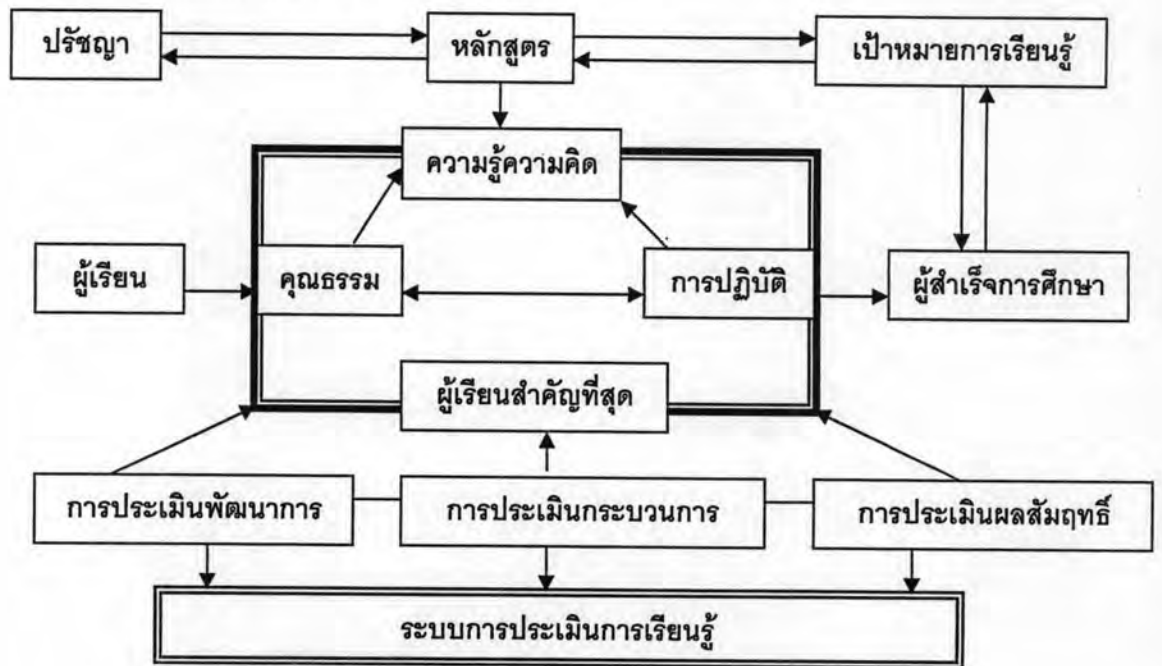 ปรัชญา
หลักสูตร
เป้าหมายการเรียนรู้
ความรู้ความคิด
ผู้เรียน
คุณธรรม
การปฏิบัติ
ผู้สำเร็จการศึกษา
ผู้เรียนสำคัญที่สุด
การประเมินพัฒนาการ
การประเมินกระบวนการ
การประเมินผลสัมฤทธิ์
ระบบการประเมินการเรียนรู้